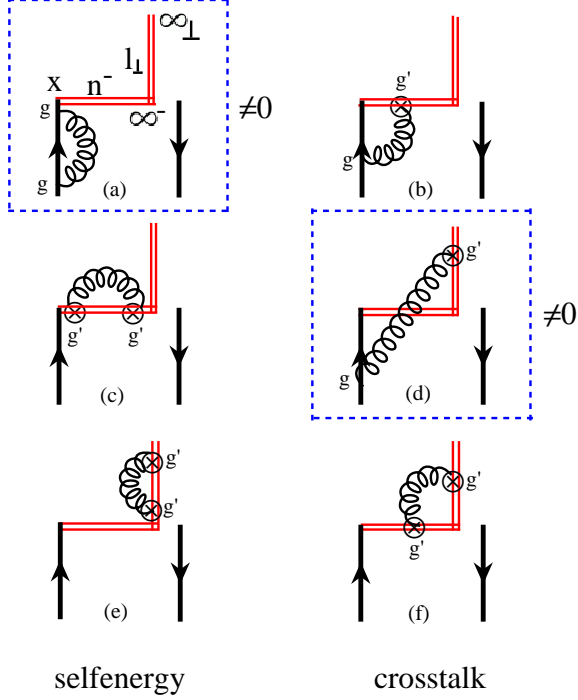 ∞⊥
l⊥
x n⁻
∞⁻
g
g
(a)
≠0
g'
g
(b)
g' g'
(c)
g'
g
(d)
≠0
g'
g'
(e)
g'
g'
(f)
selfenergy crosstalk